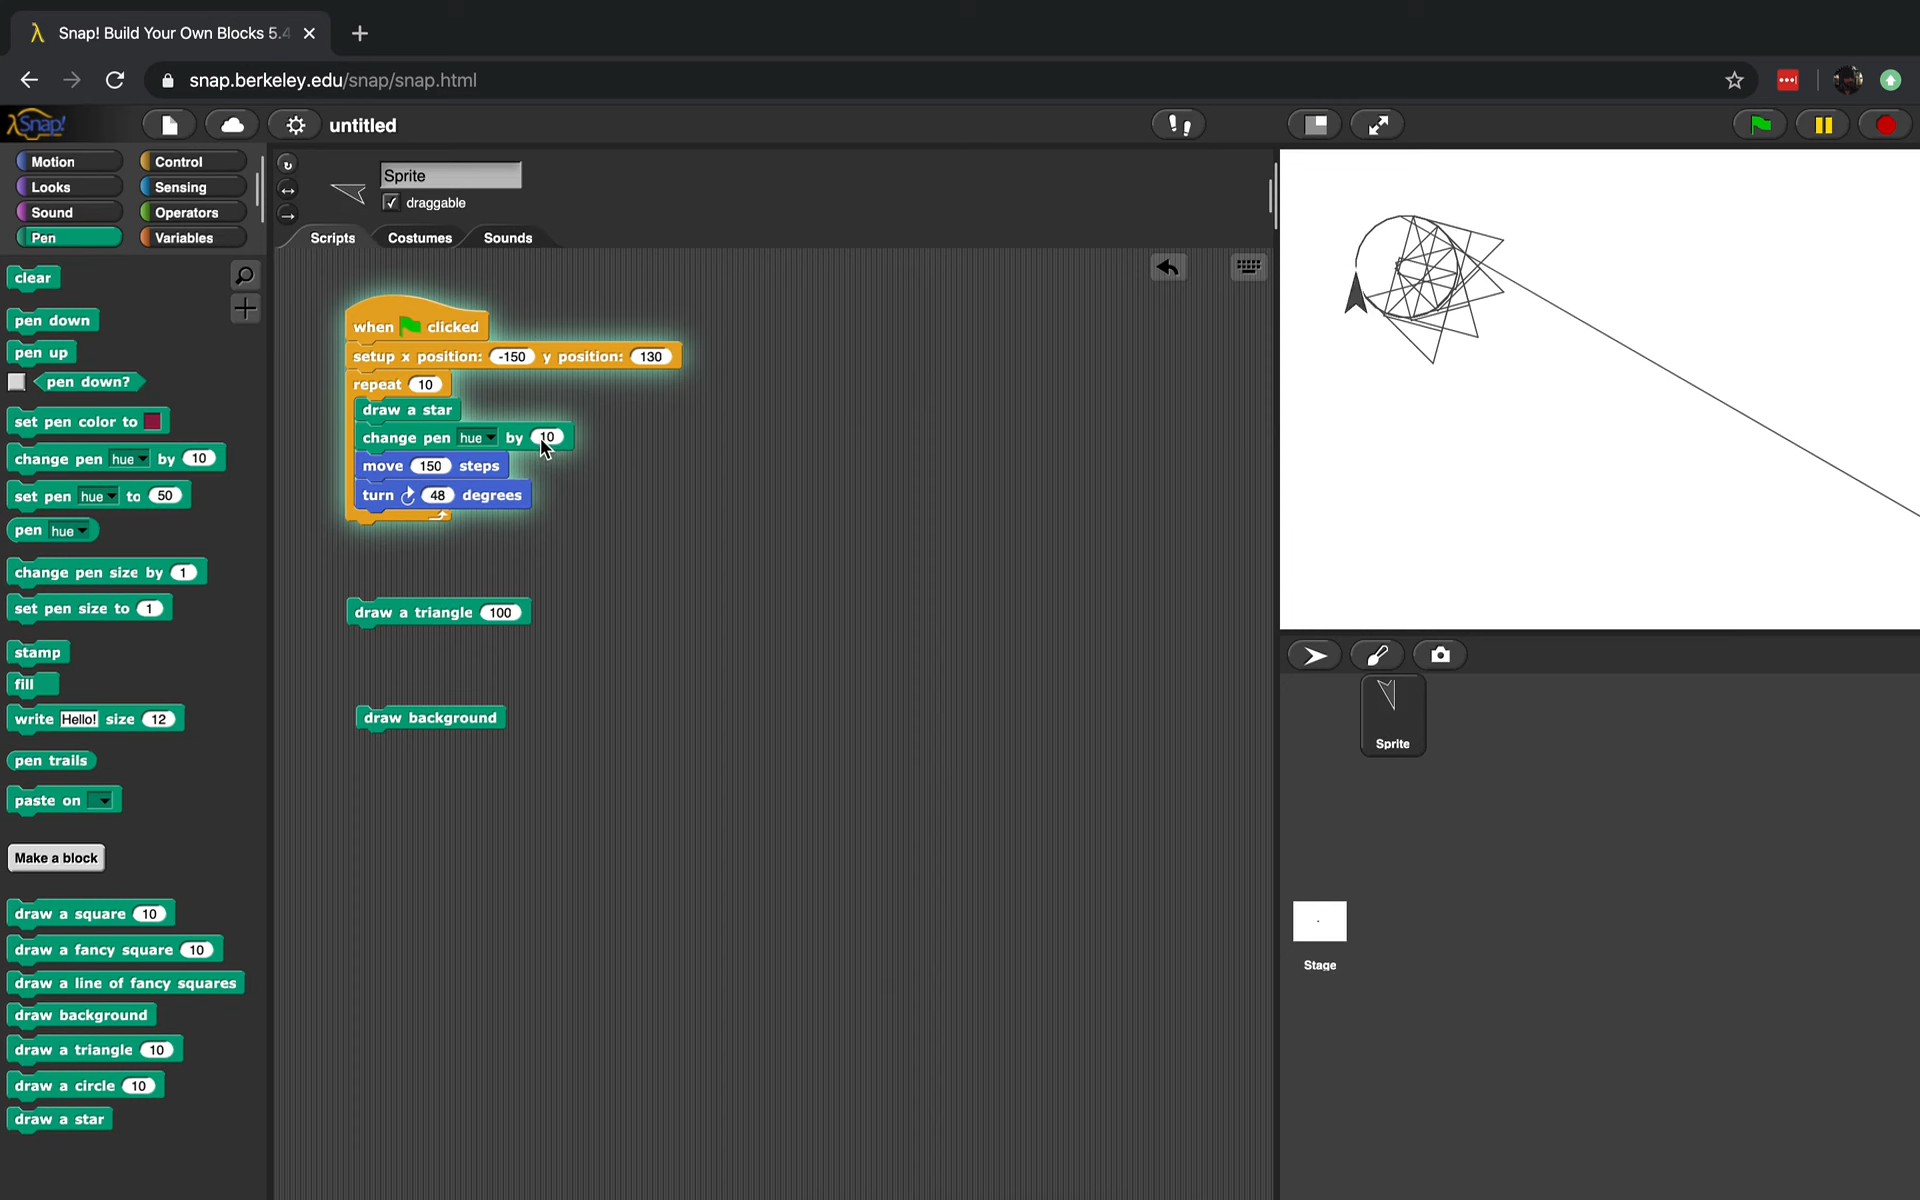 Snap! Build Your Own Blocks 5.4
snap.berkeley.edu/snap/snap.html
Snap!
untitled
Motion
Control
Looks
Sensing
Sound
Operators
Pen
Variables
Sprite
draggable
Scripts
Costumes
Sounds
clear
pen down
pen up
pen down?
set pen color to
change pen hue by 10
set pen hue to 50
pen hue
change pen size by 1
set pen size to 1
stamp
fill
write Hello! size 12
pen trails
paste on
Make a block
draw a square 10
draw a fancy square 10
draw a line of fancy squares
draw background
draw a triangle 10
draw a circle 10
draw a star
when clicked
setup x position: -150 y position: 130
repeat 10
draw a star
change pen hue by 10
move 150 steps
turn 48 degrees
draw a triangle 100
draw background
Sprite
Stage